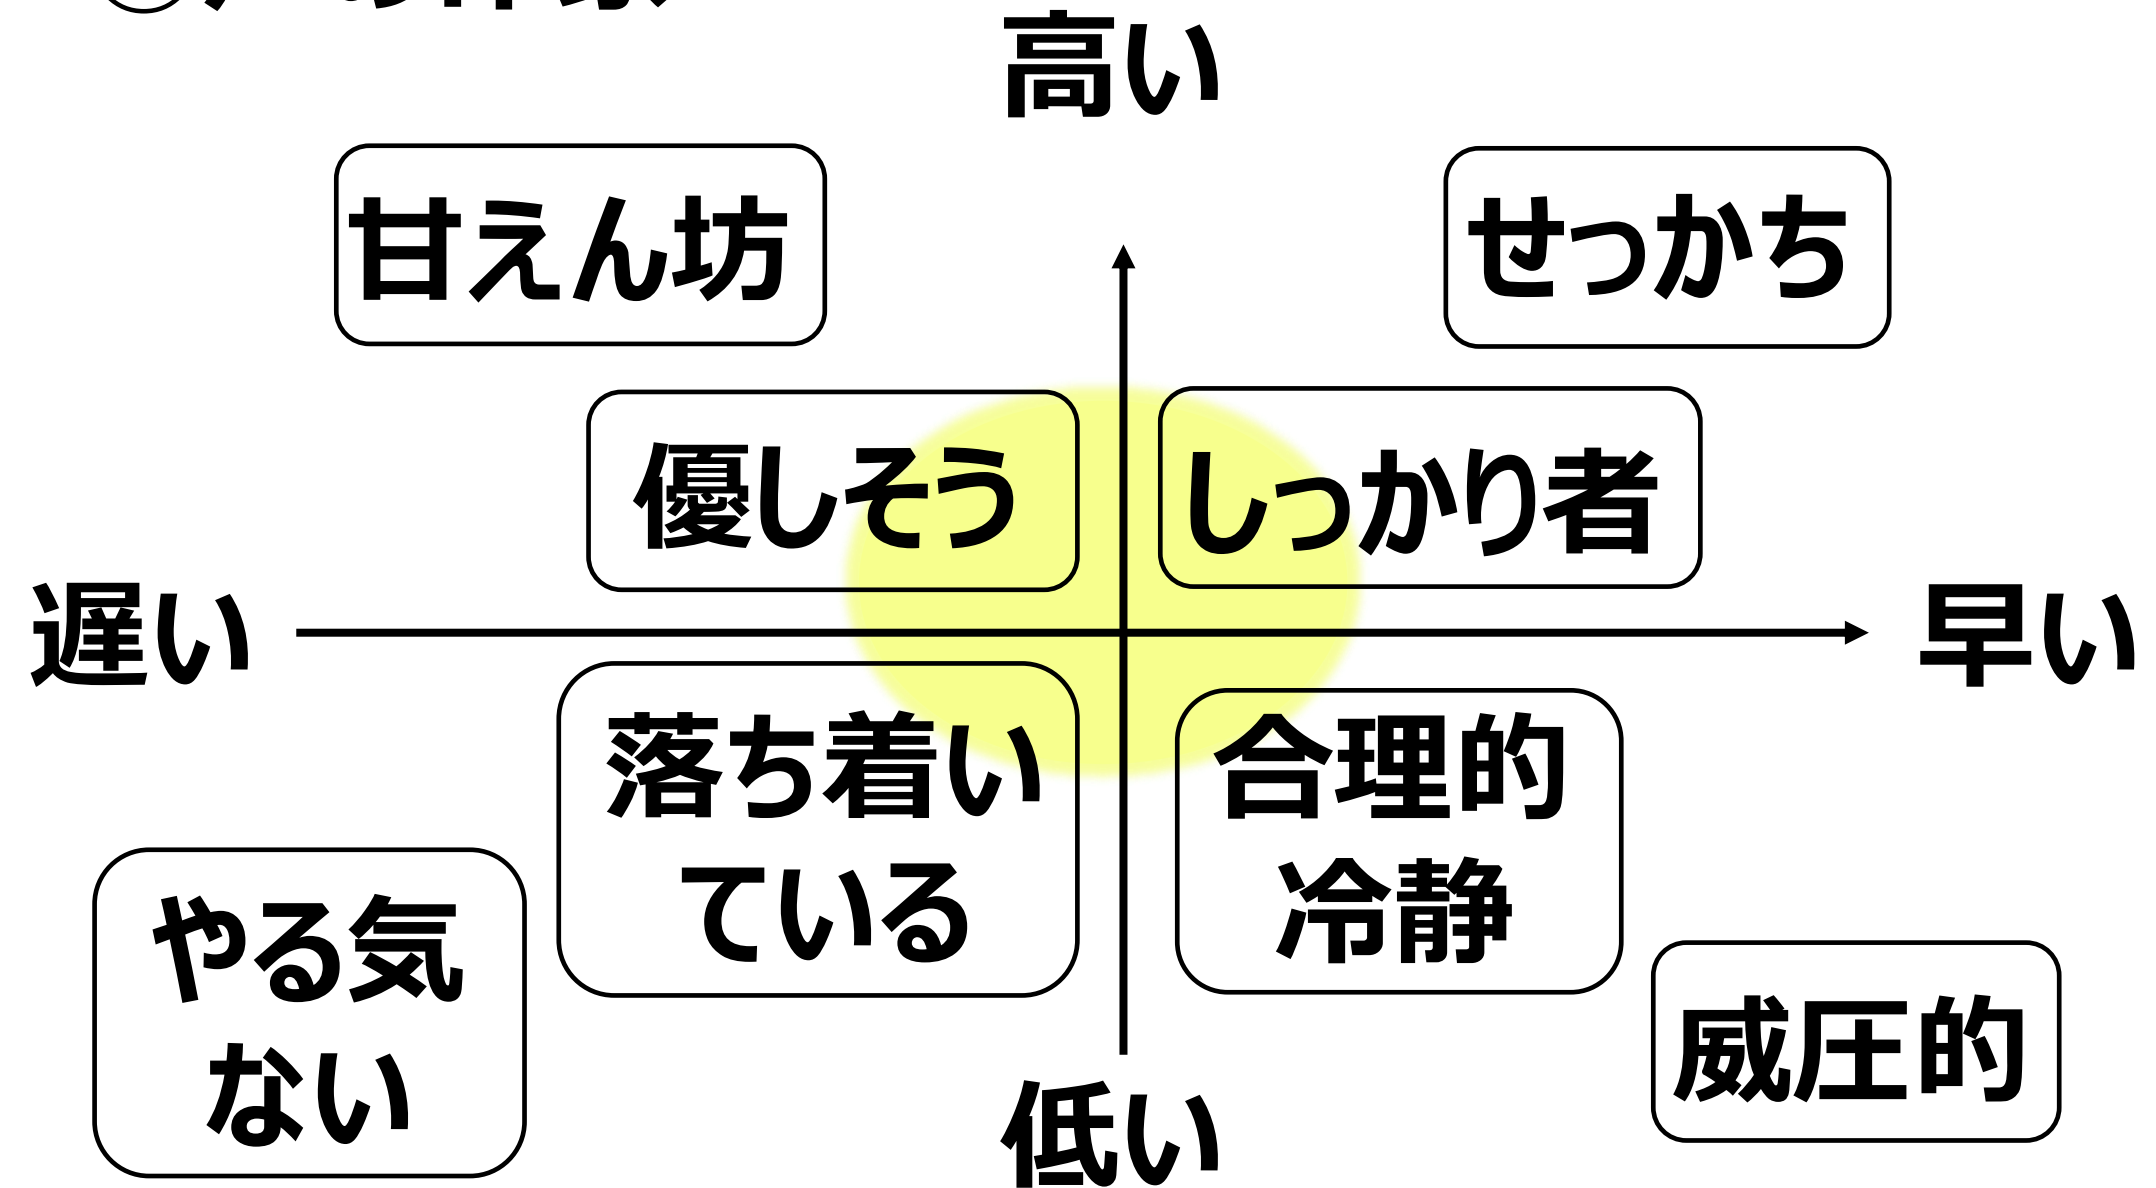 高い
甘えん坊
せっかち
優しそう
しっかり者
遅い
早い
落ち着い
ている
合理的
冷静
やる気
ない
威圧的
低い